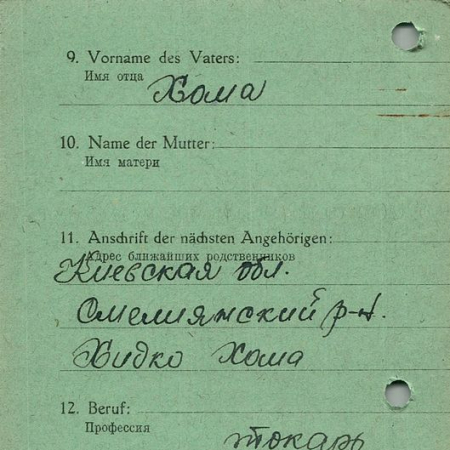 9. Vorname des Vaters:
Имя отца
Хома
10. Name der Mutter:
Имя матери
11. Anschrift der nächsten Angehörigen:
Адрес ближайших родственников
Киевская обл.
Смелянский р-н.
Хидко Хома
12. Beruf:
Профессия
токарь